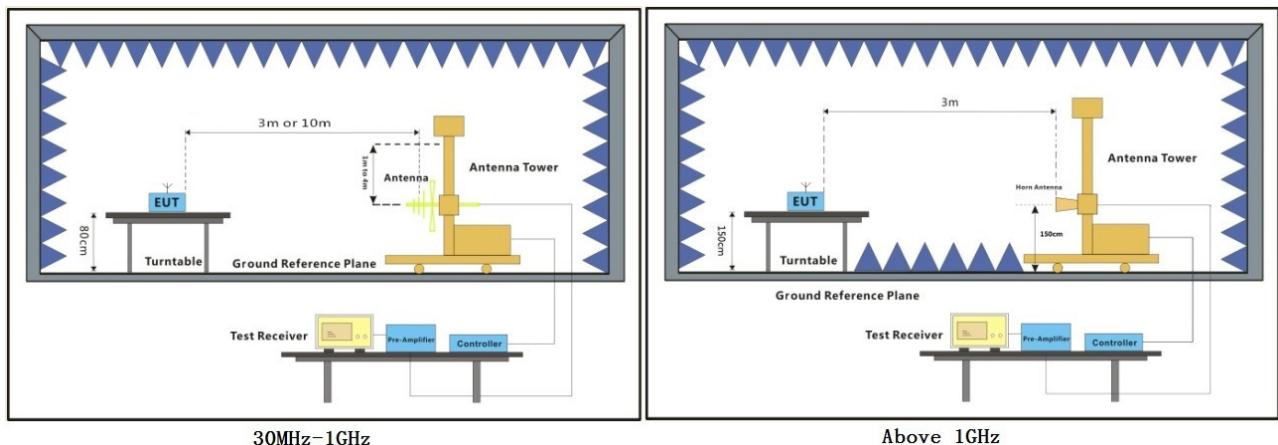 3m or 10m
1m to 4m
Antenna
Antenna Tower
EUT
80cm
Turntable
Ground Reference Plane
Test Receiver
Pre-Amplifier
Controller
30MHz-1GHz
3m
Antenna Tower
Horn Antenna
EUT
150cm
150cm
Turntable
Ground Reference Plane
Test Receiver
Pre-Amplifier
Controller
Above 1GHz